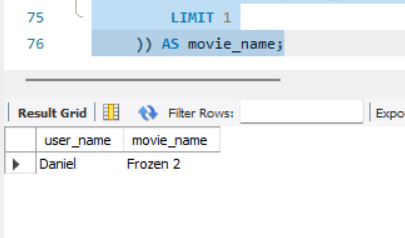 75 LIMIT 1
76 )) AS movie_name;
Result Grid Filter Rows: Expo
user_name movie_name
Daniel Frozen 2